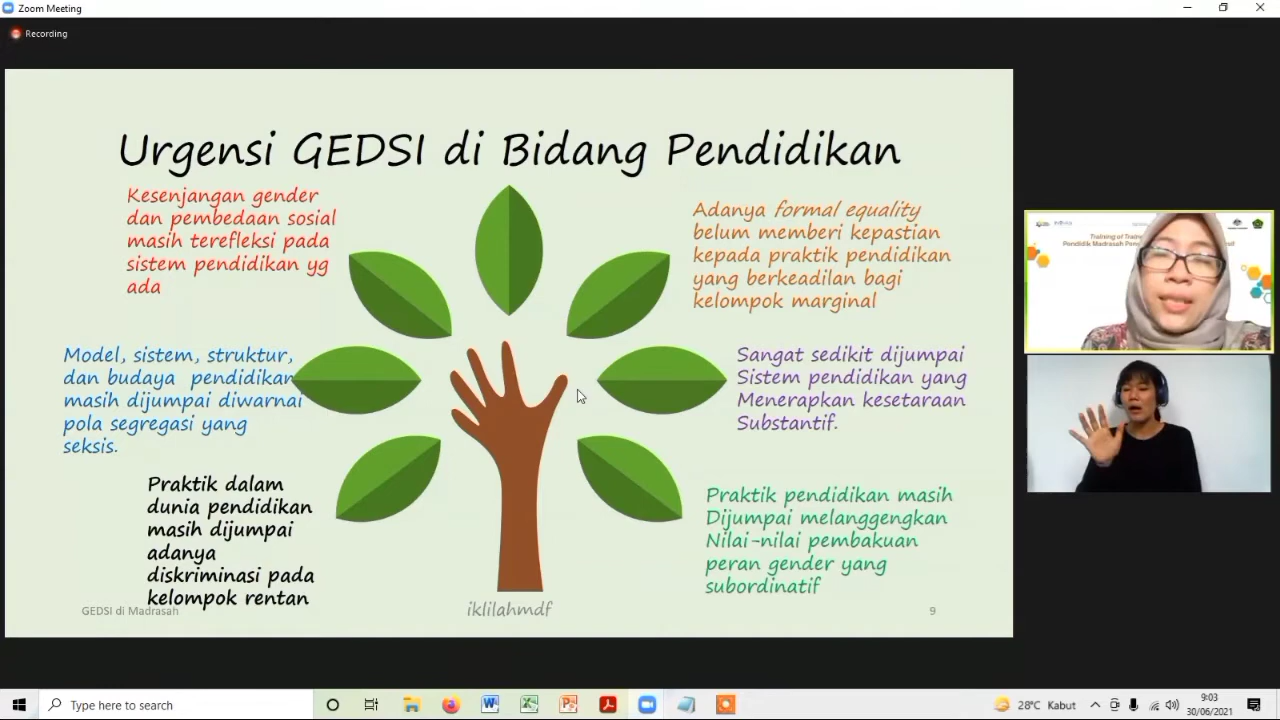 Zoom Meeting
Recording
Urgensi GEDSI di Bidang Pendidikan
Kesenjangan gender
dan pembedaan sosial
masih terefleksi pada
sistem pendidikan yg
ada
Adanya formal equality
belum memberi kepastian
kepada praktik pendidikan
yang berkeadilan bagi
kelompok marginal
Model, sistem, struktur,
dan budaya pendidikan
masih dijumpai diwarnai
pola segregasi yang
seksis.
Sangat sedikit dijumpai
Sistem pendidikan yang
Menerapkan kesetaraan
Substantif.
Praktik dalam
dunia pendidikan
masih dijumpai
adanya
diskriminasi pada
kelompok rentan
Praktik pendidikan masih
Dijumpai melanggengkan
Nilai-nilai pembakuan
peran gender yang
subordinatif
GEDSI di Madrasah
iklilahmdf
9
Training of
Pendidik Madrasah
Type here to search
28°C Kabut
9:03
30/06/2021